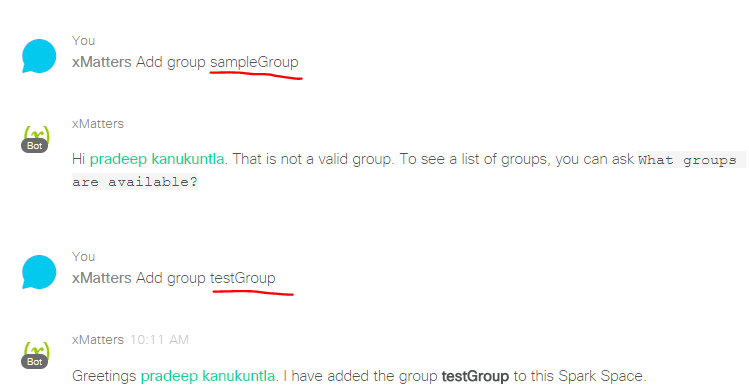 You
xMatters Add group sampleGroup
xMatters
(x)
Bot
Hi pradeep kanukuntla. That is not a valid group. To see a list of groups, you can ask What groups
are available?
You
xMatters Add group testGroup
xMatters 10:11 AM
(x)
Bot
Greetings pradeep kanukuntla. I have added the group testGroup to this Spark Space.